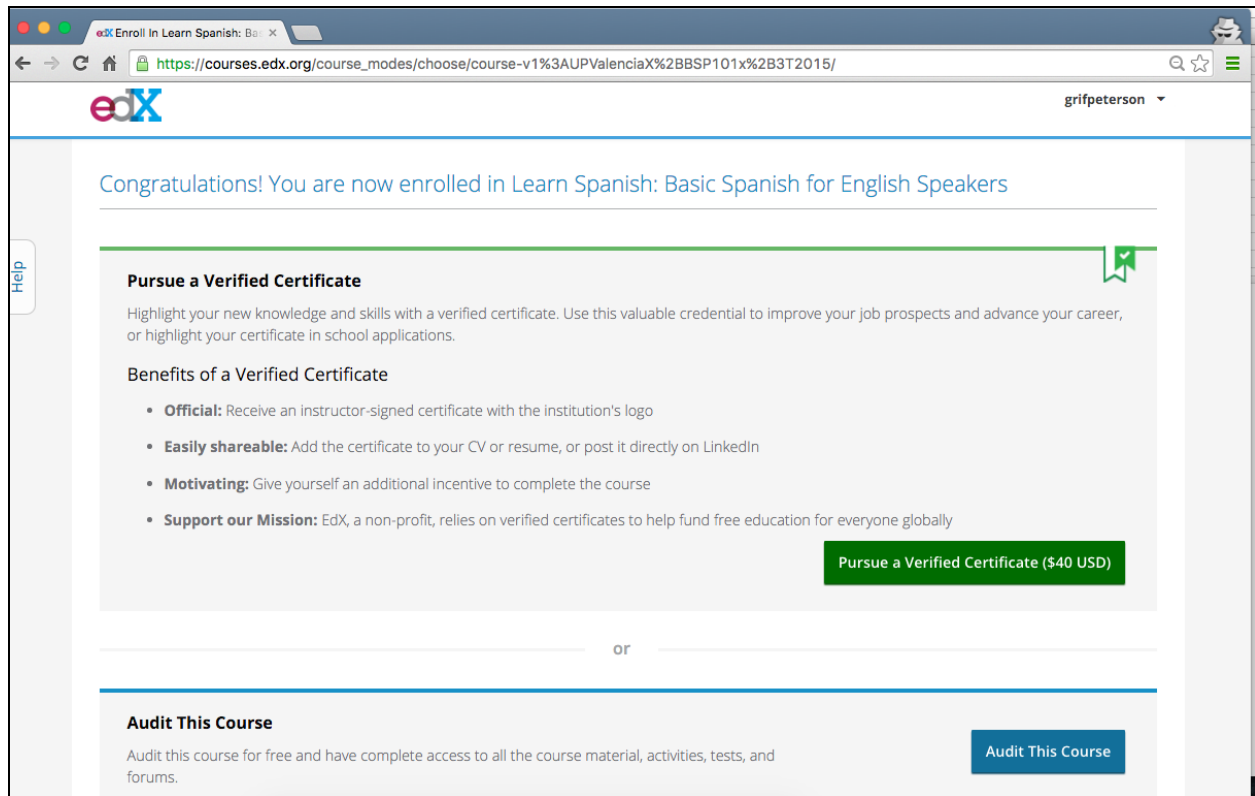 edX Enroll In Learn Spanish: Bas
https://courses.edx.org/course_modes/choose/course-v1%3AUPValenciaX%2BBSP101x%2B3T2015/
edX
grifpeterson
Congratulations! You are now enrolled in Learn Spanish: Basic Spanish for English Speakers
Help
Pursue a Verified Certificate
Highlight your new knowledge and skills with a verified certificate. Use this valuable credential to improve your job prospects and advance your career,
or highlight your certificate in school applications.
Benefits of a Verified Certificate
• Official: Receive an instructor-signed certificate with the institution's logo
• Easily shareable: Add the certificate to your CV or resume, or post it directly on LinkedIn
• Motivating: Give yourself an additional incentive to complete the course
• Support our Mission: EdX, a non-profit, relies on verified certificates to help fund free education for everyone globally
Pursue a Verified Certificate ($40 USD)
or
Audit This Course
Audit this course for free and have complete access to all the course material, activities, tests, and
forums.
Audit This Course